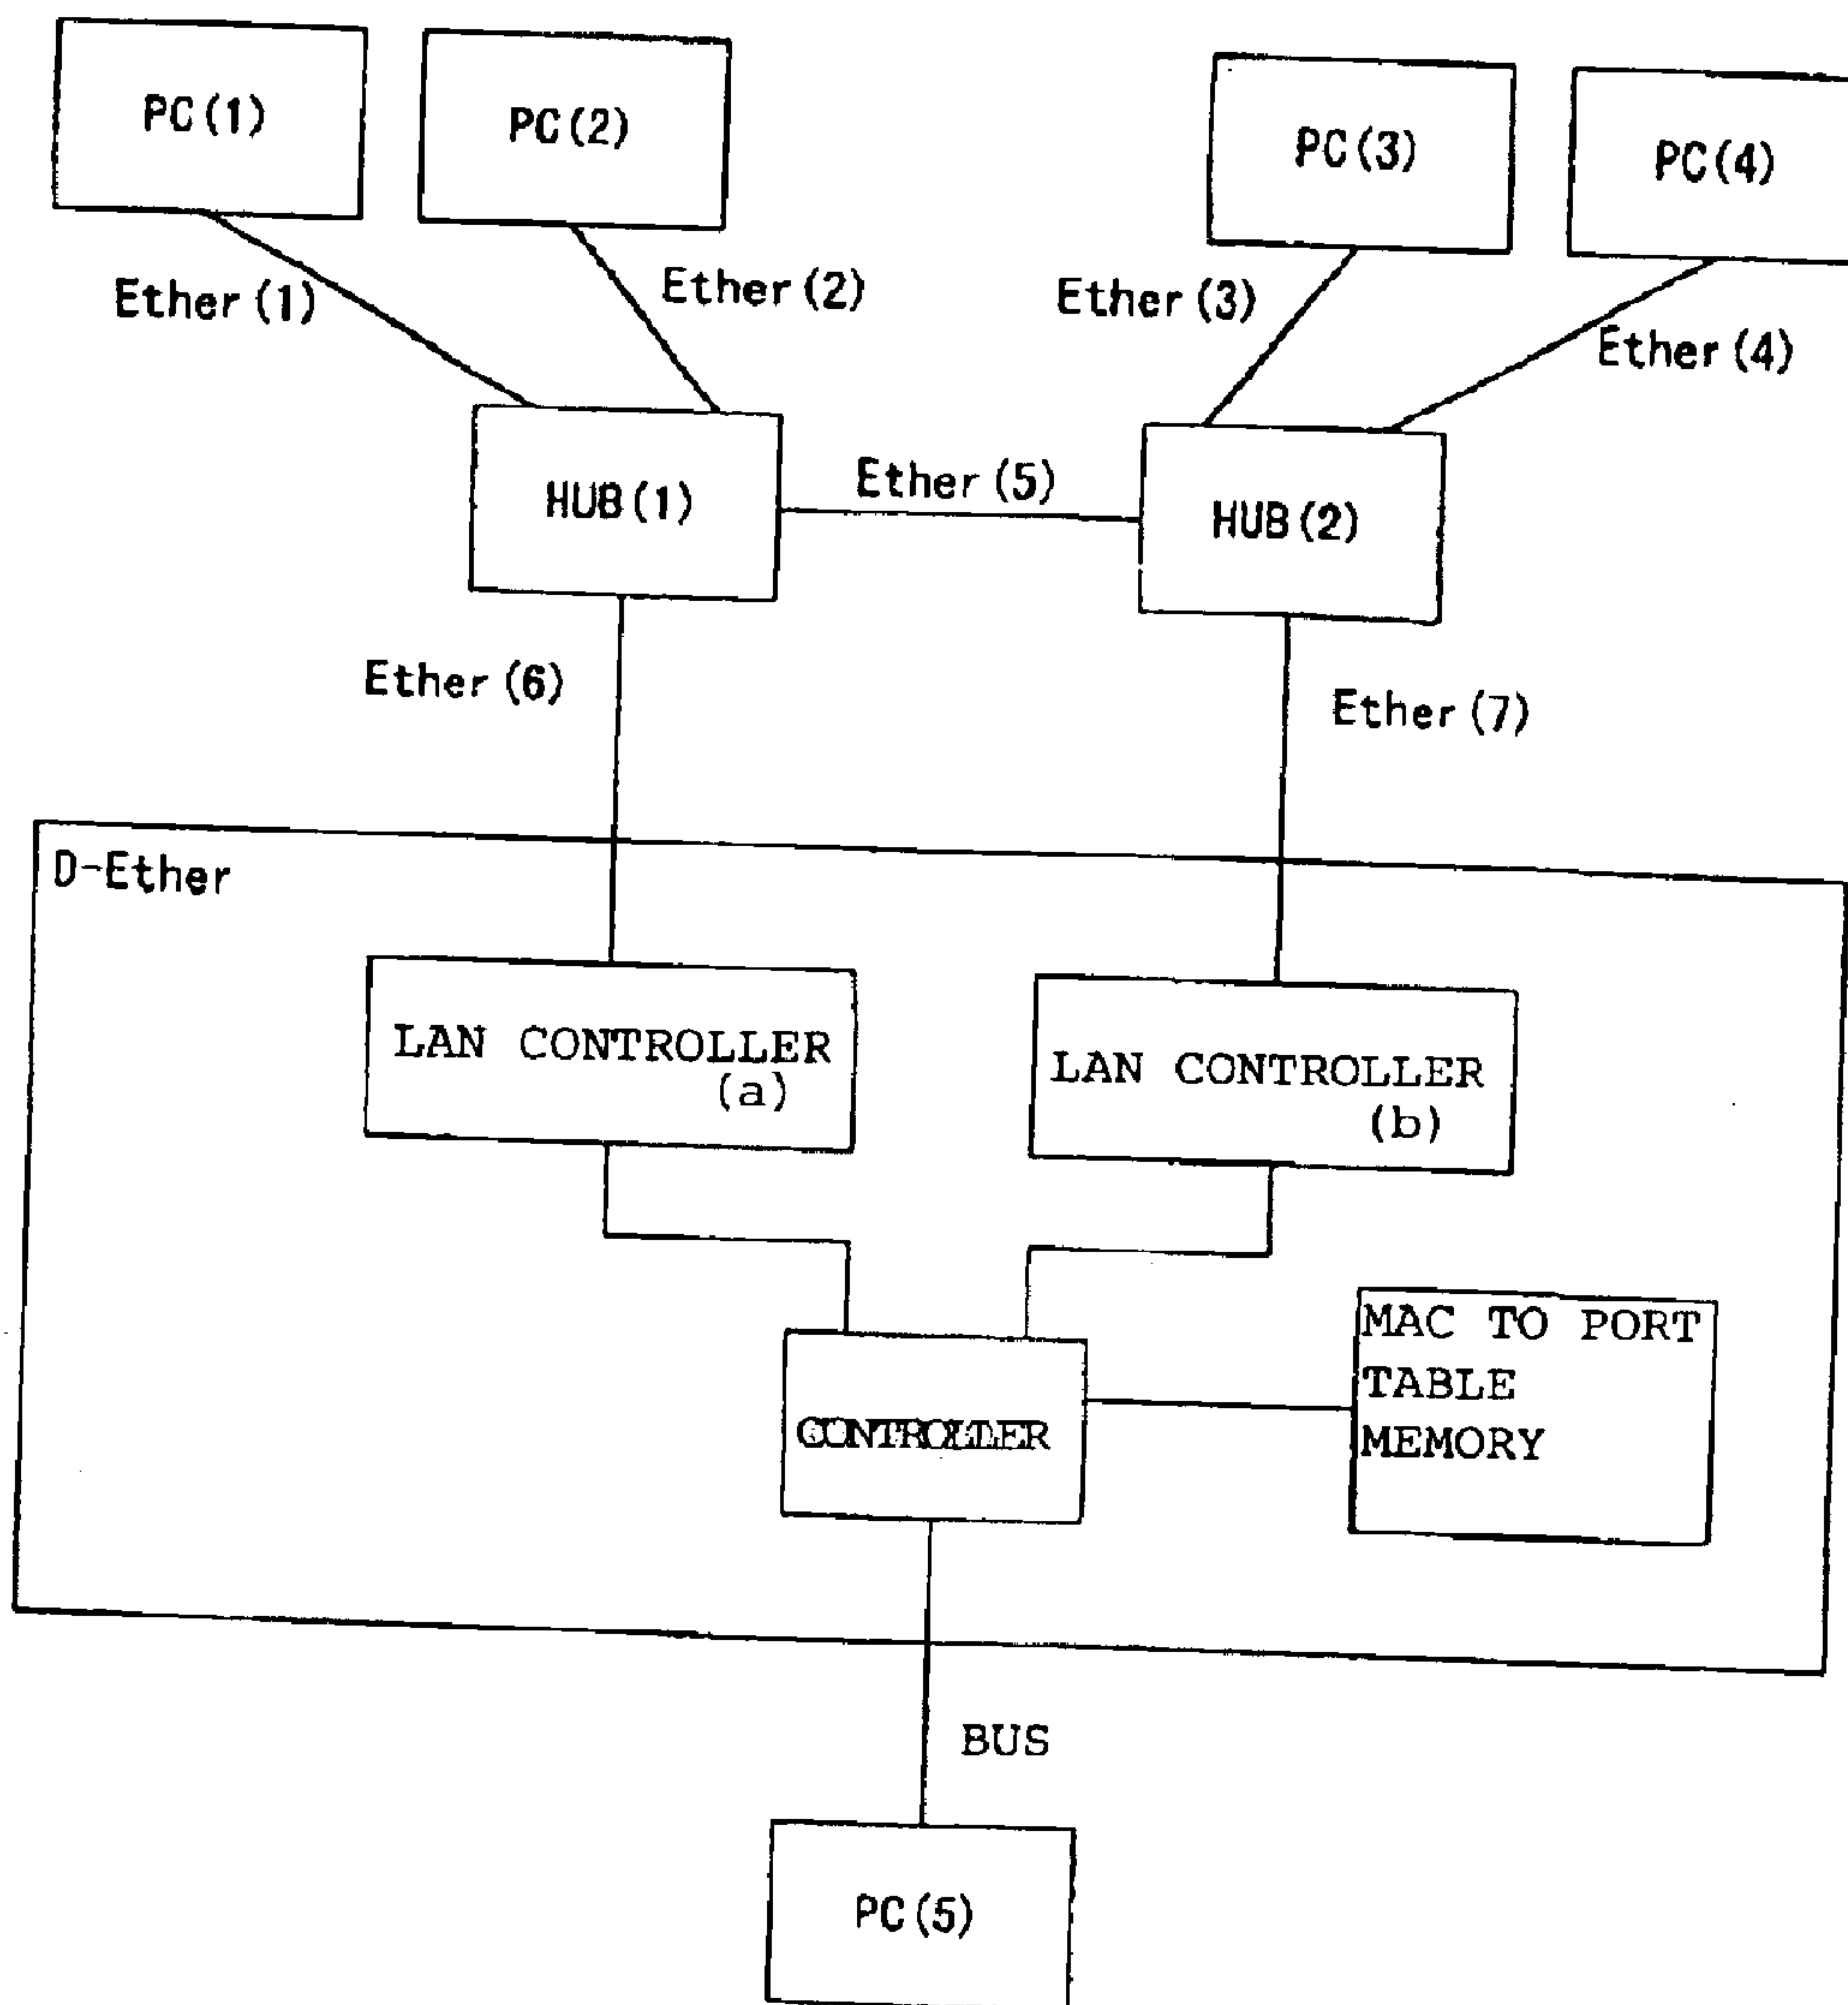 PC(1)
PC(2)
PC(3)
PC(4)
Ether(1)
Ether(2)
Ether(3)
Ether(4)
HUB(1)
Ether(5)
HUB(2)
Ether(6)
Ether(7)
D-Ether
LAN CONTROLLER
(a)
LAN CONTROLLER
(b)
CONTROLLER
MAC TO PORT
TABLE
MEMORY
BUS
PC(5)